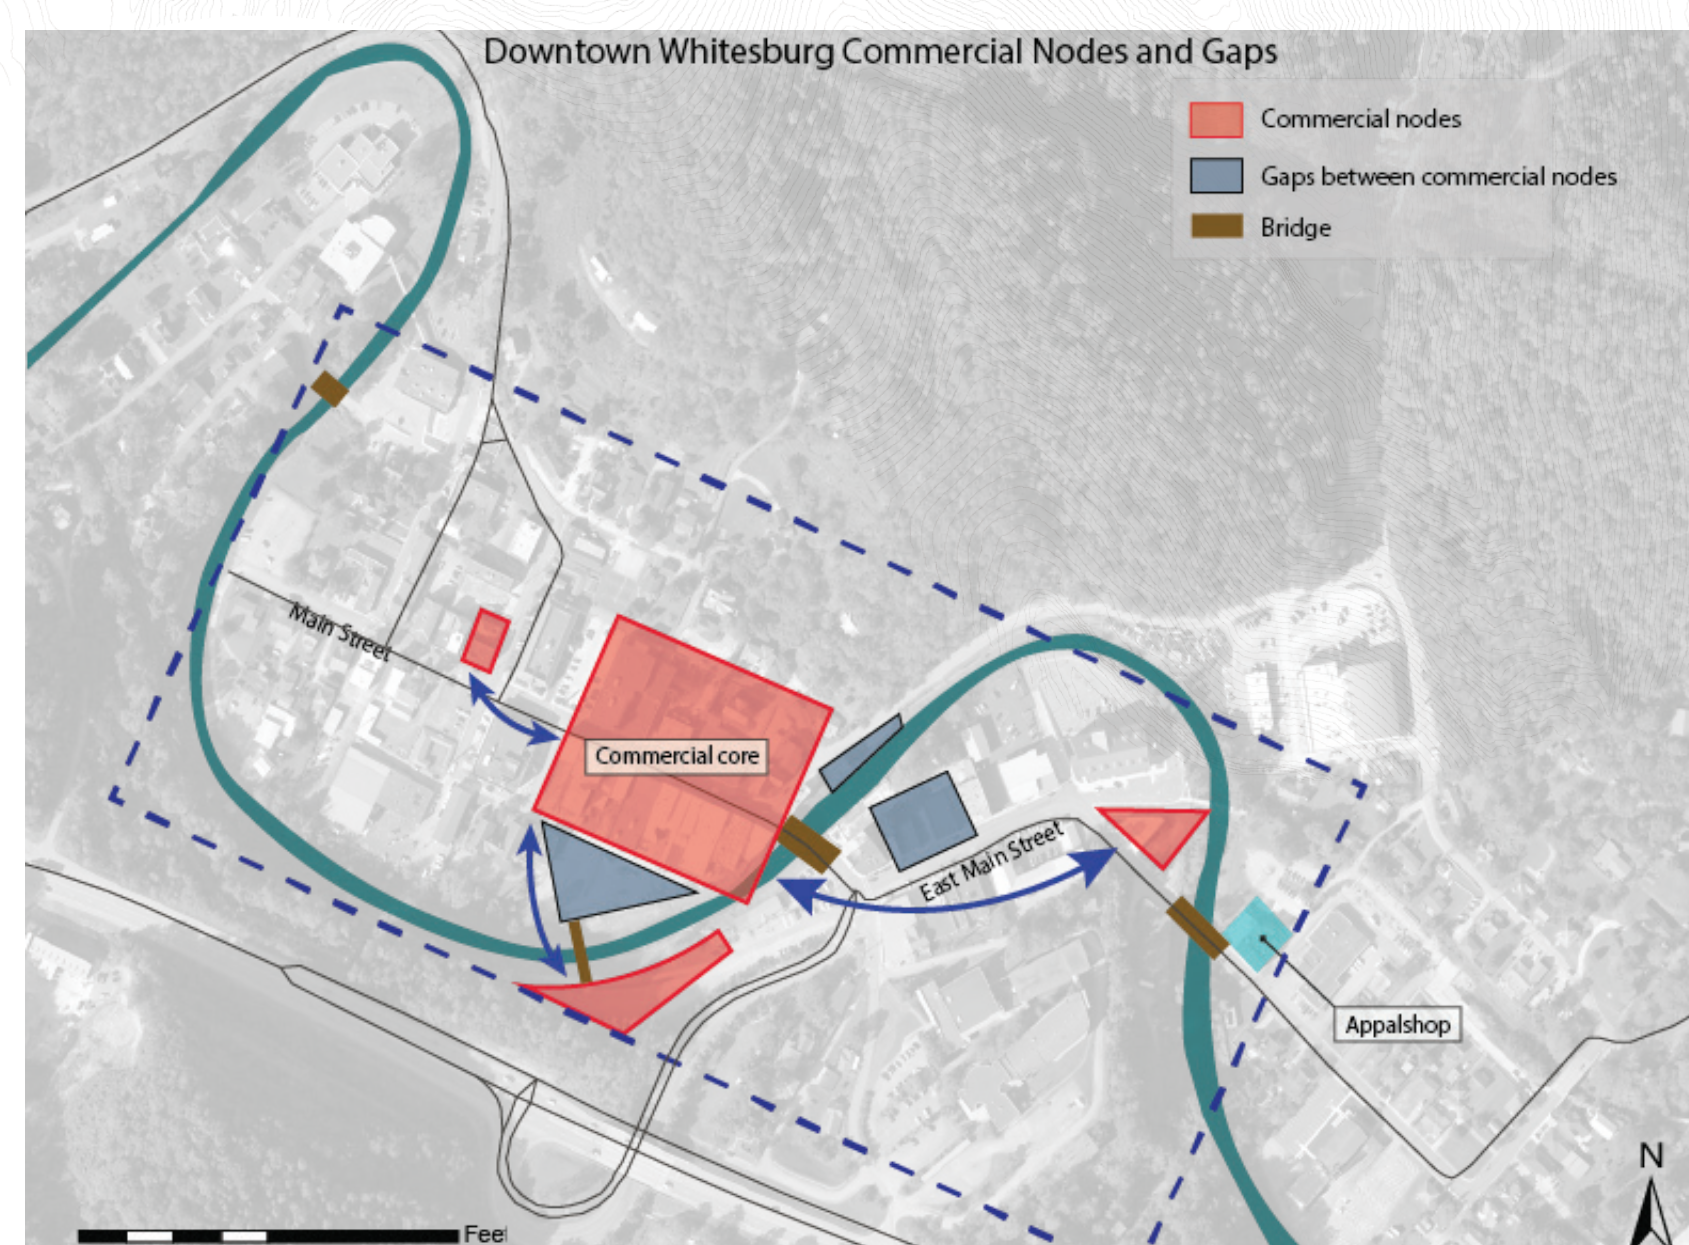 Downtown Whitesburg Commercial Nodes and Gaps
Commercial nodes
Gaps between commercial nodes
Bridge
Main Street
Commercial core
East Main Street
Appalshop
N
Feet